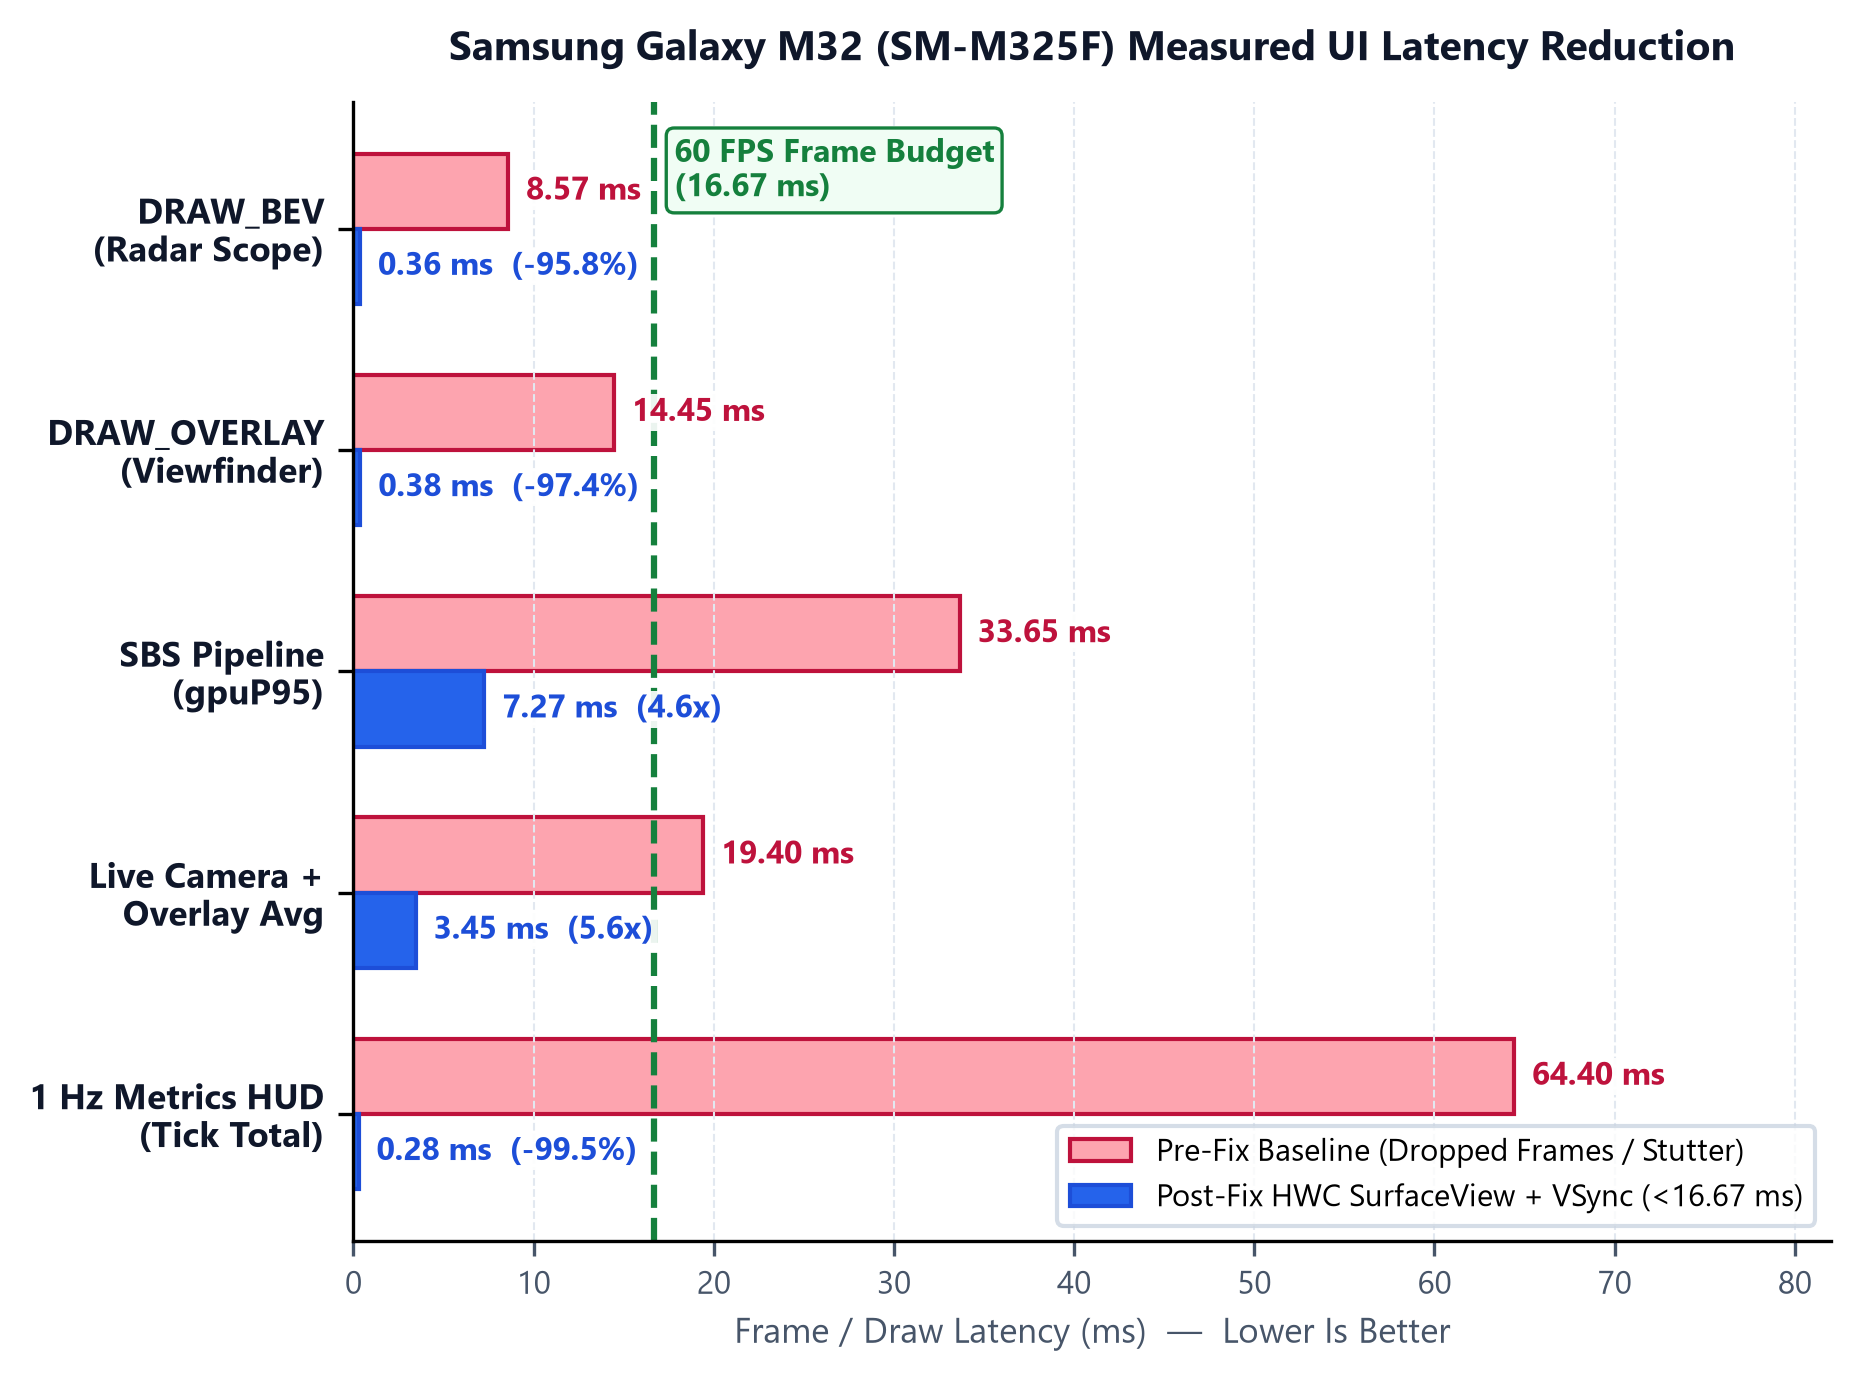 Samsung Galaxy M32 (SM-M325F) Measured UI Latency Reduction
60 FPS Frame Budget
(16.67 ms)
DRAW_BEV
(Radar Scope)
8.57 ms
0.36 ms (-95.8%)
DRAW_OVERLAY
(Viewfinder)
14.45 ms
0.38 ms (-97.4%)
SBS Pipeline
(gpuP95)
33.65 ms
7.27 ms (4.6x)
Live Camera +
Overlay Avg
19.40 ms
3.45 ms (5.6x)
1 Hz Metrics HUD
(Tick Total)
64.40 ms
0.28 ms (-99.5%)
Pre-Fix Baseline (Dropped Frames / Stutter)
Post-Fix HWC SurfaceView + VSync (<16.67 ms)
0 10 20 30 40 50 60 70 80
Frame / Draw Latency (ms) — Lower Is Better